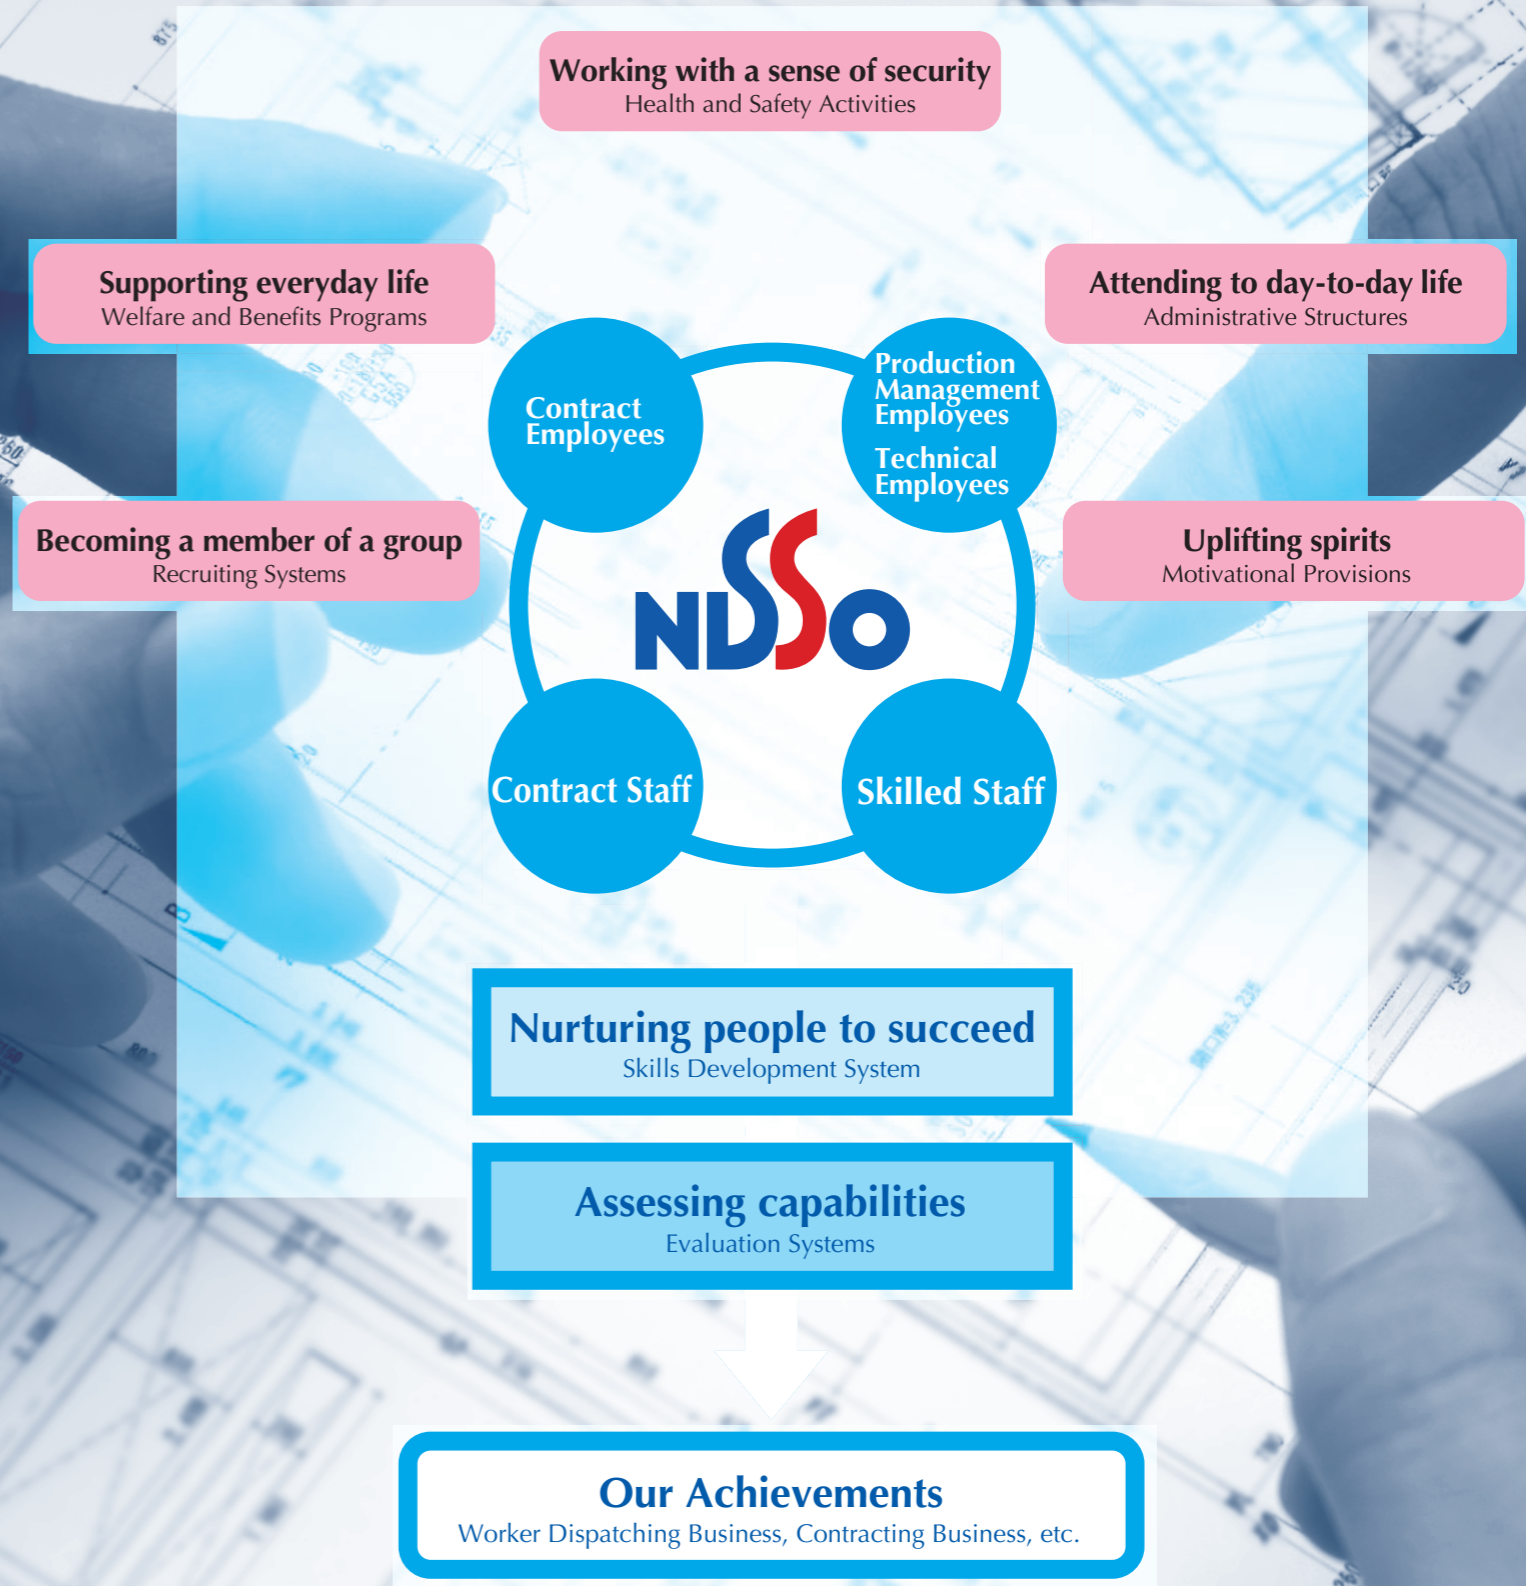 Working with a sense of security
Health and Safety Activities
Supporting everyday life
Welfare and Benefits Programs
Attending to day-to-day life
Administrative Structures
Contract
Employees
Production
Management
Employees
Technical
Employees
Becoming a member of a group
Recruiting Systems
Uplifting spirits
Motivational Provisions
NISSO
Contract Staff
Skilled Staff
Nurturing people to succeed
Skills Development System
Assessing capabilities
Evaluation Systems
Our Achievements
Worker Dispatching Business, Contracting Business, etc.